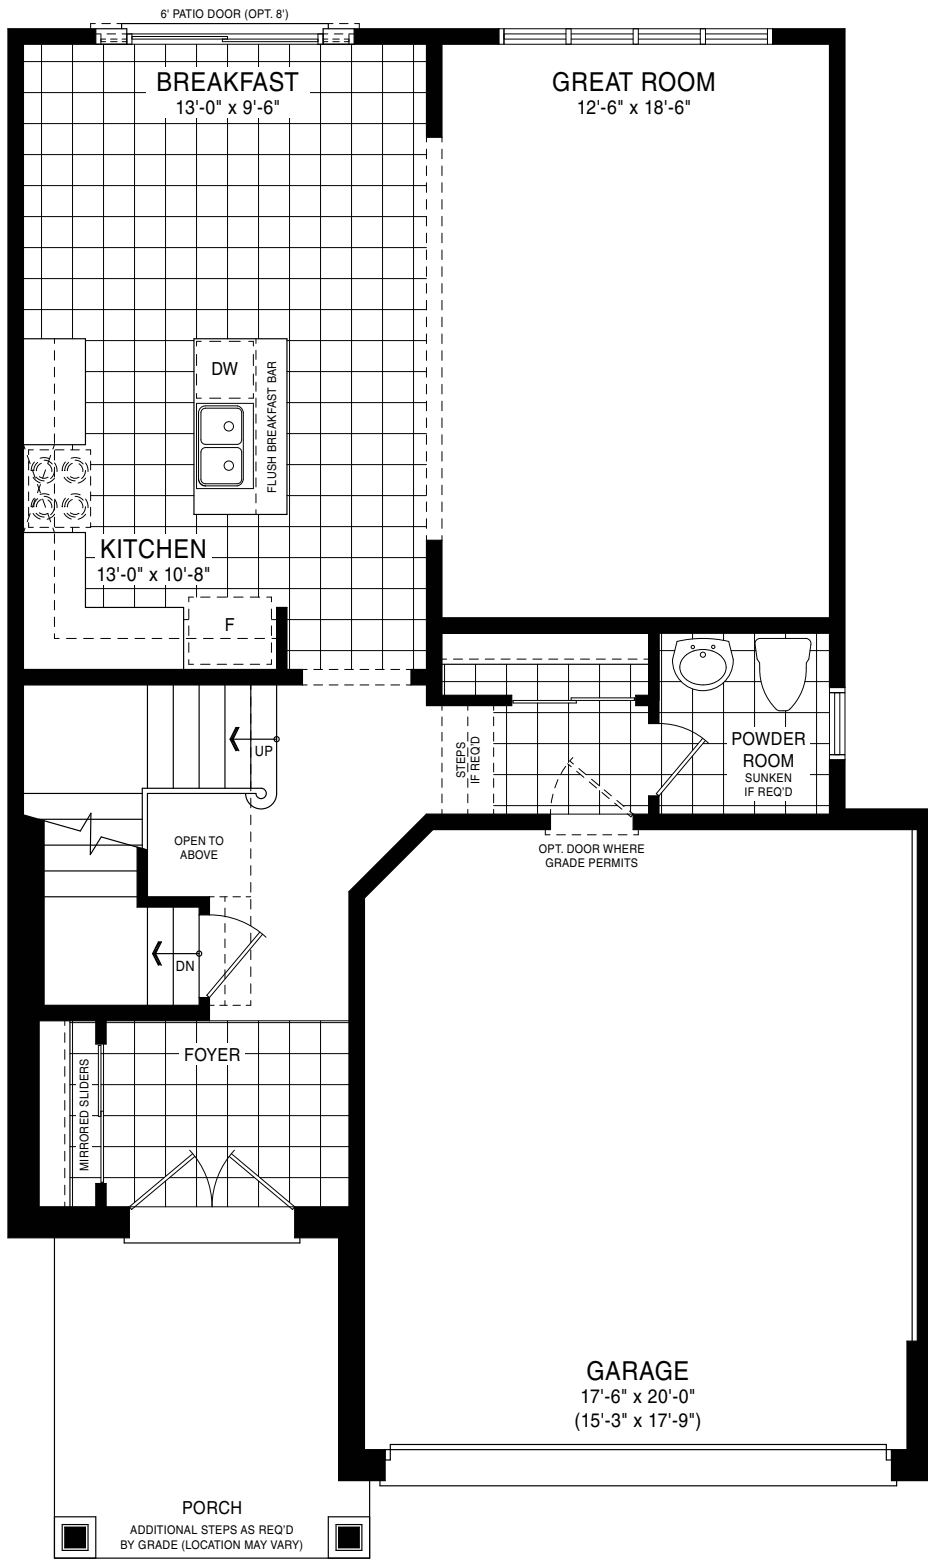 6' PATIO DOOR (OPT. 8')
BREAKFAST
13'-0" x 9'-6"
GREAT ROOM
12'-6" x 18'-6"
DW
FLUSH BREAKFAST BAR
KITCHEN
13'-0" x 10'-8"
F
UP
STEPS
IF REQ'D
POWDER
ROOM
SUNKEN
IF REQ'D
OPEN TO
ABOVE
OPT. DOOR WHERE
GRADE PERMITS
DN
FOYER
MIRRORED SLIDERS
GARAGE
17'-6" x 20'-0"
(15'-3" x 17'-9")
PORCH
ADDITIONAL STEPS AS REQ'D
BY GRADE (LOCATION MAY VARY)